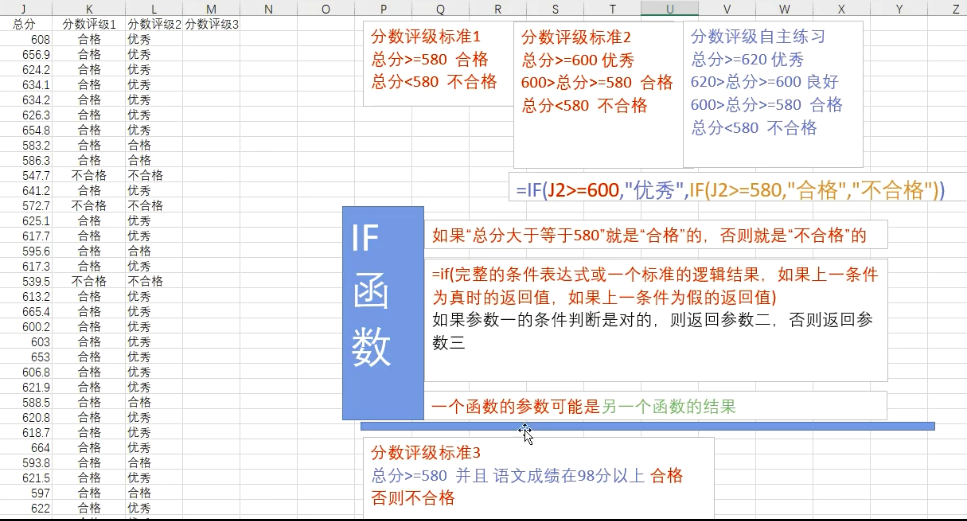 J K L M N O P Q R S T U V W X Y Z
总分 分数评级1 分数评级2 分数评级3
608 合格 优秀
656.9 合格 优秀
624.2 合格 优秀
634.1 合格 优秀
634.2 合格 优秀
626.3 合格 优秀
654.8 合格 优秀
583.2 合格 合格
586.3 合格 合格
547.7 不合格 不合格
641.2 合格 优秀
572.7 不合格 不合格
625.1 合格 优秀
617.7 合格 优秀
595.6 合格 合格
617.3 合格 优秀
539.5 不合格 不合格
613.2 合格 优秀
665.4 合格 优秀
600.2 合格 优秀
603 合格 优秀
653 合格 优秀
606.8 合格 优秀
621.9 合格 优秀
588.5 合格 合格
620.8 合格 优秀
618.7 合格 优秀
664 合格 优秀
593.8 合格 合格
621.5 合格 优秀
597 合格 合格
622 合格 优秀
分数评级标准1
总分>=580 合格
总分<580 不合格
分数评级标准2
总分>=600 优秀
600>总分>=580 合格
总分<580 不合格
分数评级自主练习
总分>=620 优秀
620>总分>=600 良好
600>总分>=580 合格
总分<580 不合格
=IF(J2>=600,"优秀",IF(J2>=580,"合格","不合格"))
IF
函
数
如果“总分大于等于580”就是“合格”的，否则就是“不合格”的
=if(完整的条件表达式或一个标准的逻辑结果，如果上一条件
为真时的返回值，如果上一条件为假的返回值)
如果参数一的条件判断是对的，则返回参数二，否则返回参
数三
一个函数的参数可能是另一个函数的结果
分数评级标准3
总分>=580 并且 语文成绩在98分以上 合格
否则不合格